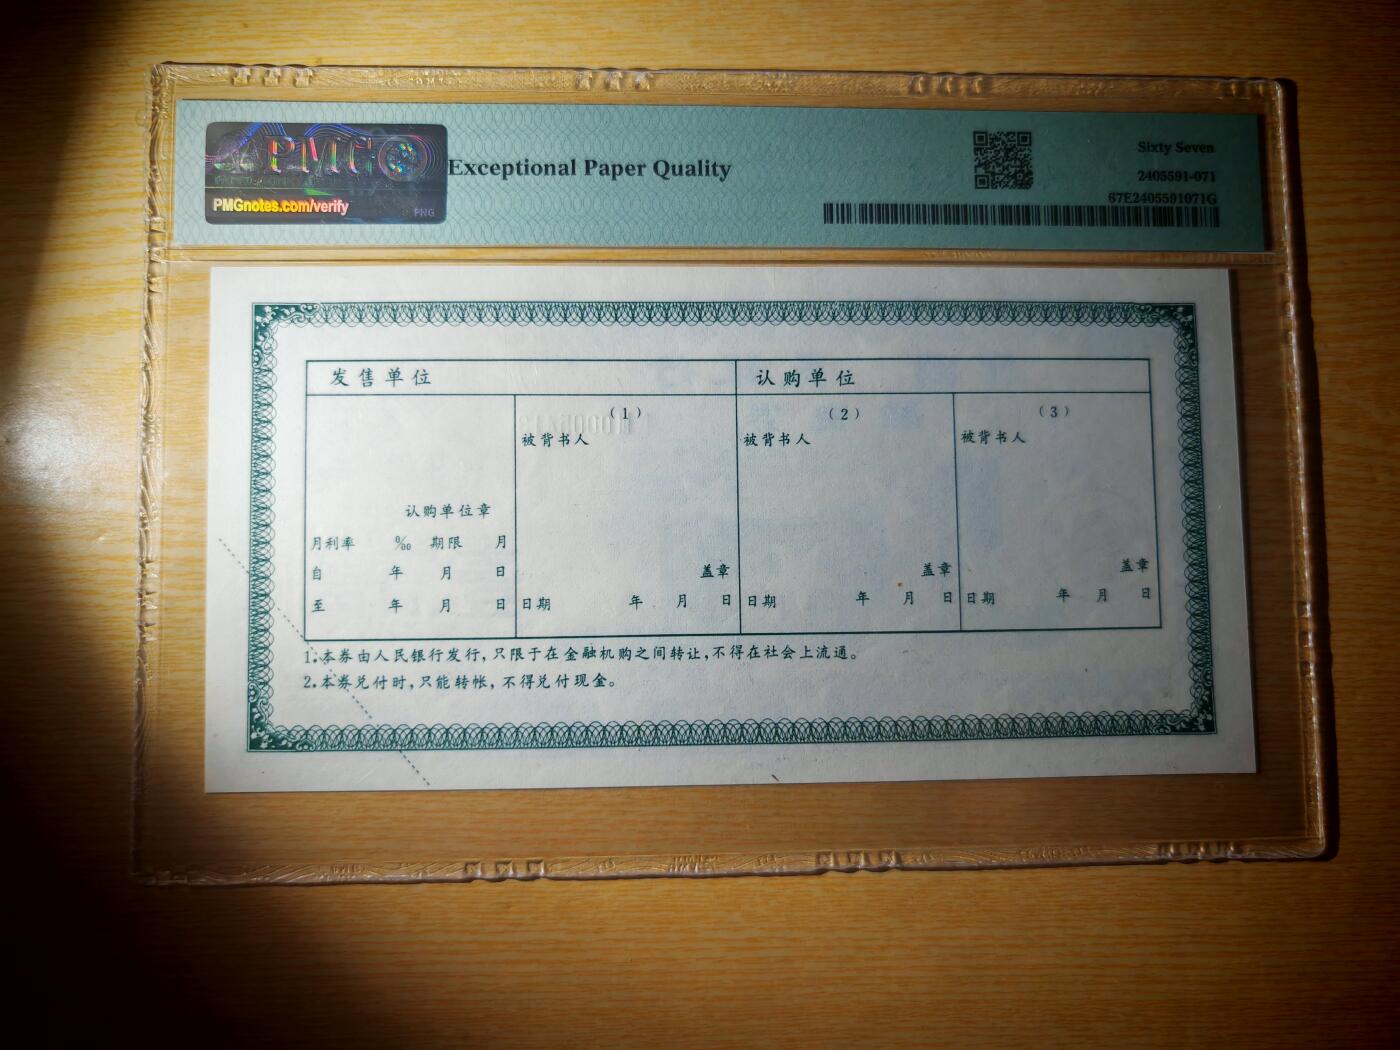 PMG
PMGnotes.com/verify
PNG
Exceptional Paper Quality
Sixty Seven
2405591-071
67E2405591071G
发售单位
认购单位
(1)
(2)
(3)
被背书人
被背书人
被背书人
认购单位章
月利率 ‱ 期限 月
自 年 月 日
盖章
盖章
盖章
至 年 月 日
日期 年 月 日
日期 年 月 日
日期 年 月 日
1.本券由人民银行发行,只限于在金融机购之间转让,不得在社会上流通。
2.本券兑付时,只能转帐,不得兑付现金。